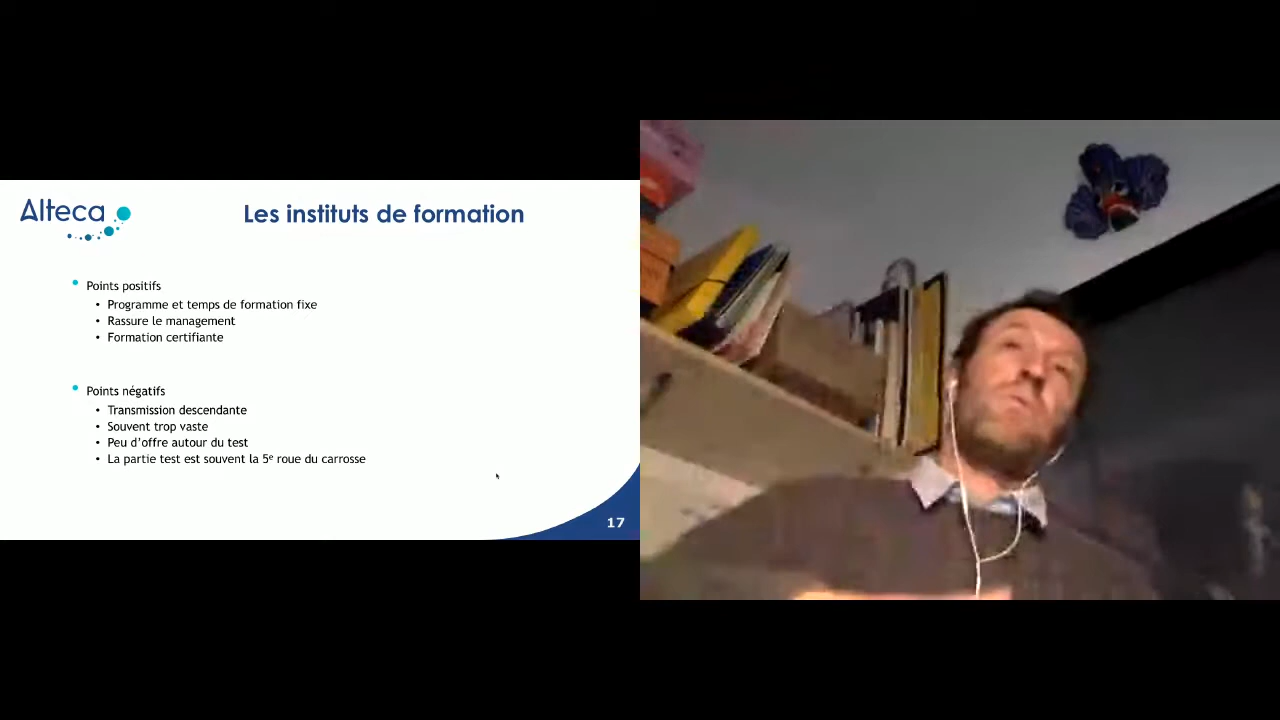 Alteca
Les instituts de formation
Points positifs
Programme et temps de formation fixe
Rassure le management
Formation certifiante
Points négatifs
Transmission descendante
Souvent trop vaste
Peu d'offre autour du test
La partie test est souvent la 5e roue du carrosse
17